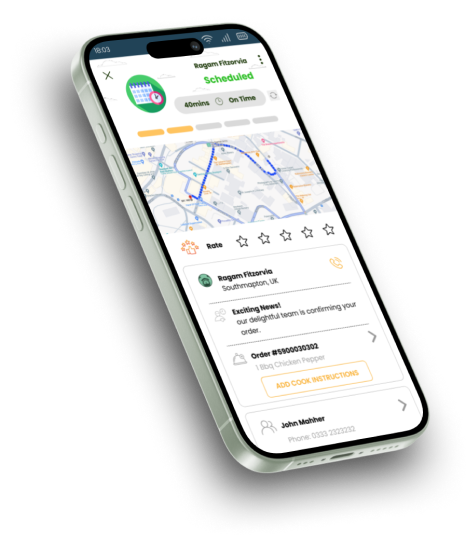 18:03
Ragam Fitzorvia
Scheduled
40mins
On Time
Rate
Ragam Fitzorvia
Southmapton, UK
Exciting News!
our delightful team is confirming your
order.
Order #5900030302
1 Bbq Chicken Pepper
ADD COOK INSTRUCTIONS
John Mahher
Phone: 0333 2323232